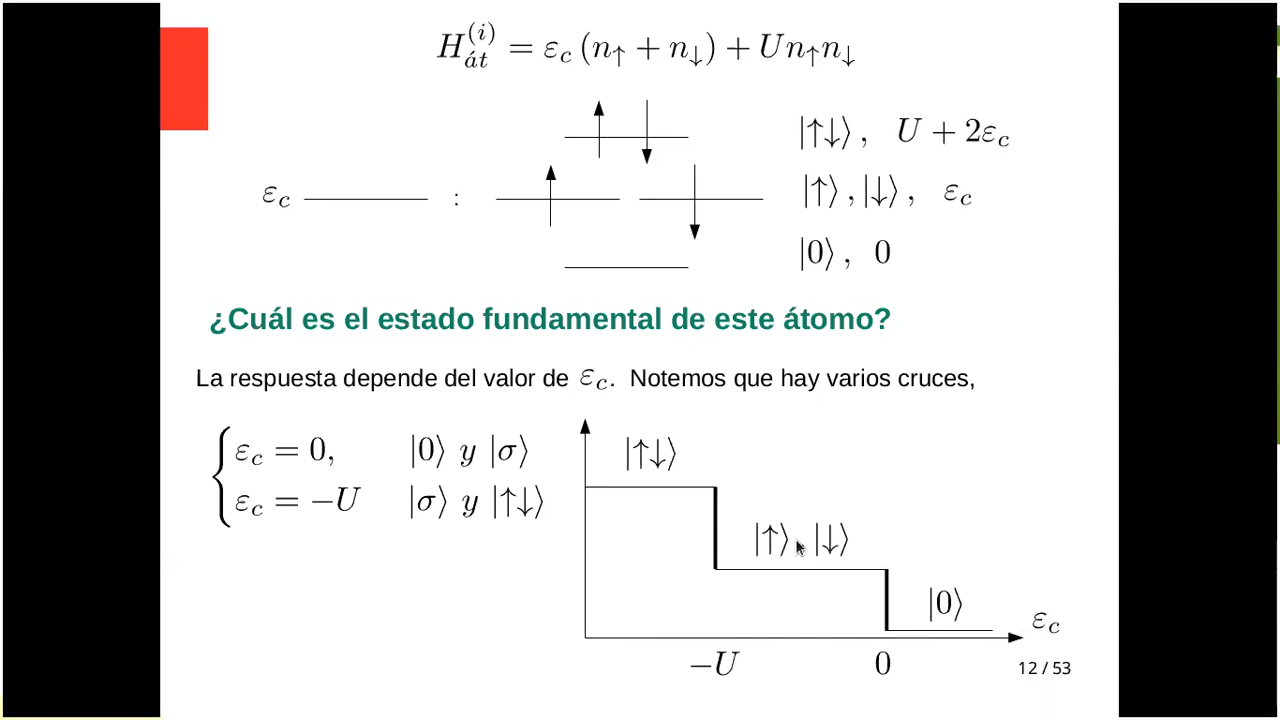 H_{át}^{(i)} = ε_c (n_↑ + n_↓) + U n_↑ n_↓
|↑↓⟩, U + 2ε_c
ε_c : |↑⟩, |↓⟩, ε_c
|0⟩, 0
¿Cuál es el estado fundamental de este átomo?
La respuesta depende del valor de ε_c. Notemos que hay varios cruces,
ε_c = 0, |0⟩ y |σ⟩
ε_c = −U |σ⟩ y |↑↓⟩
|↑↓⟩
|↑⟩, |↓⟩
|0⟩
ε_c
−U 0
12 / 53